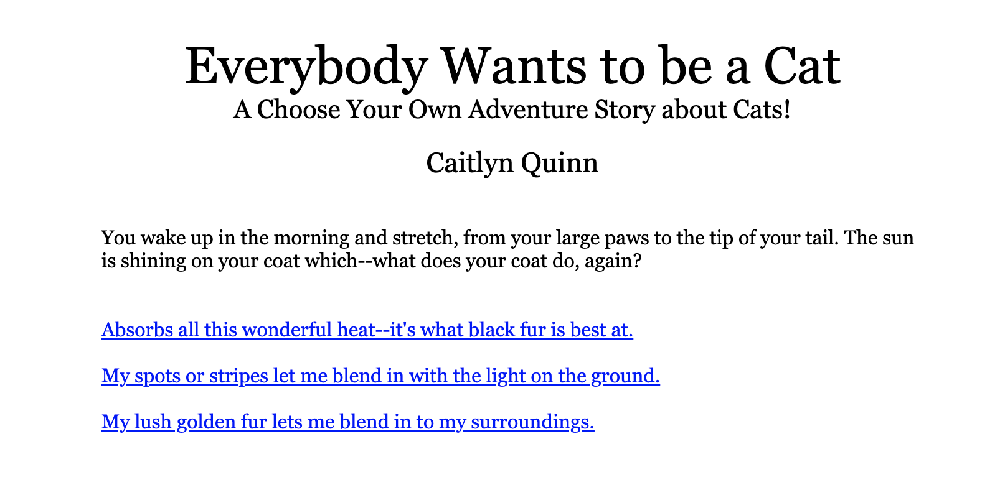 Everybody Wants to be a Cat
A Choose Your Own Adventure Story about Cats!
Caitlyn Quinn
You wake up in the morning and stretch, from your large paws to the tip of your tail. The sun
is shining on your coat which--what does your coat do, again?
Absorbs all this wonderful heat--it's what black fur is best at.
My spots or stripes let me blend in with the light on the ground.
My lush golden fur lets me blend in to my surroundings.